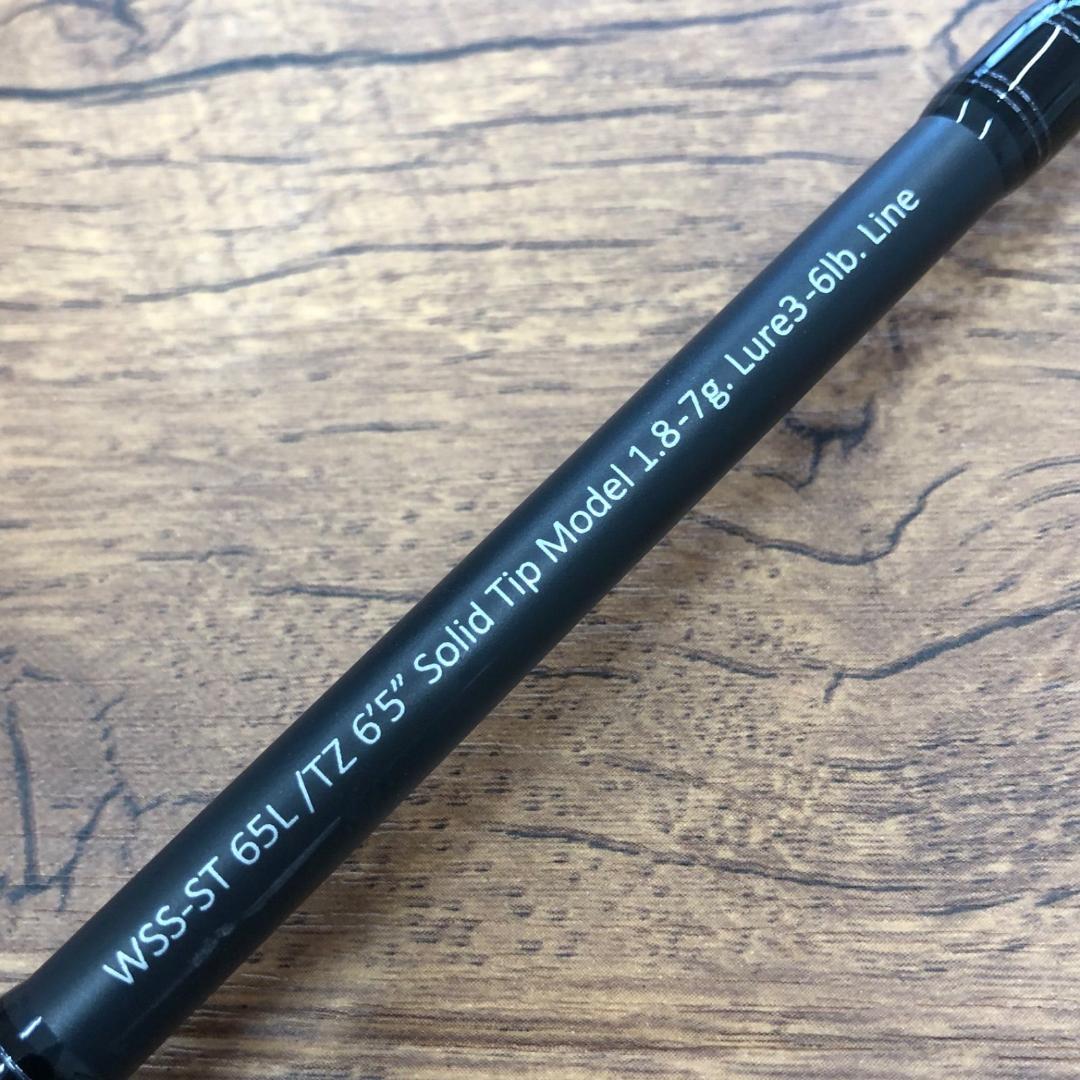 WSS-ST 65L /TZ 6’5” Solid Tip Model 1.8-7g. Lure3-6lb. Line